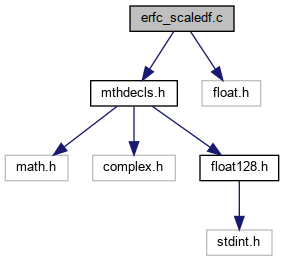 erfc_scaledf.c
mthdecls.h
float.h
math.h
complex.h
float128.h
stdint.h